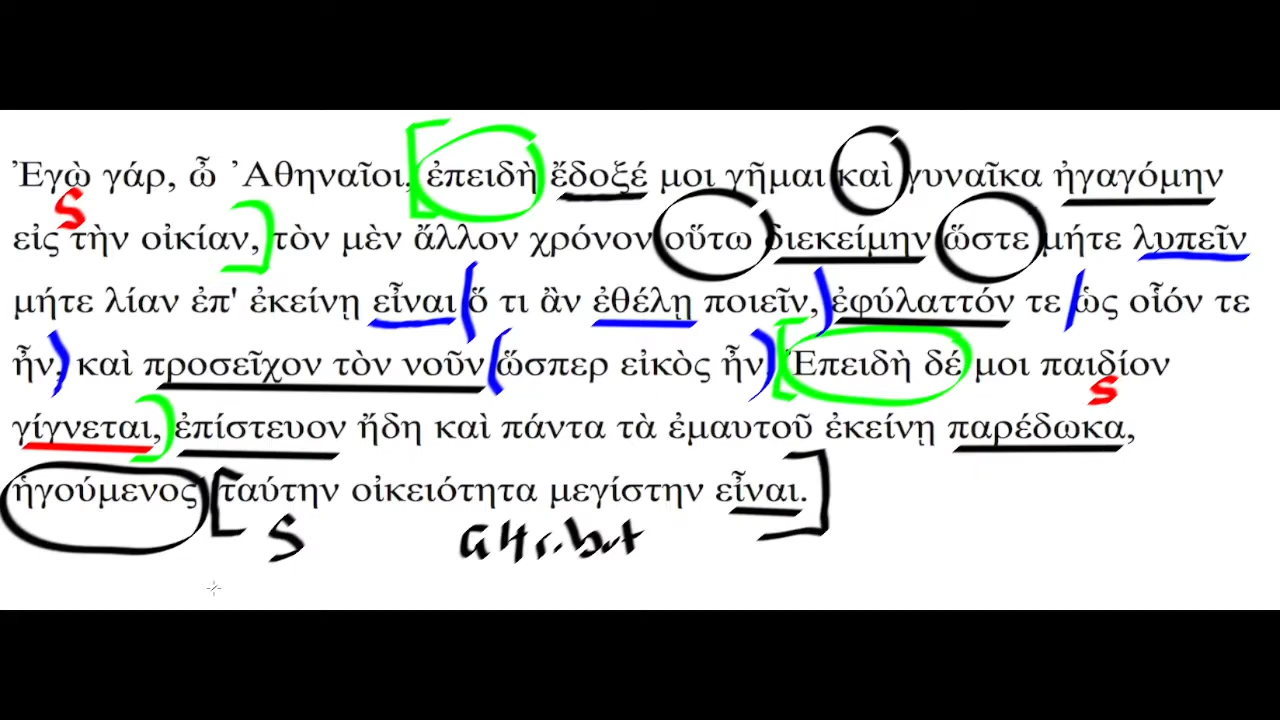 Ἐγὼ γάρ, ὦ Ἀθηναῖοι, ἐπειδὴ ἔδοξέ μοι γῆμαι καὶ γυναῖκα ἠγαγόμην
S
εἰς τὴν οἰκίαν, τὸν μὲν ἄλλον χρόνον οὕτω διεκείμην ὥστε μήτε λυπεῖν
μήτε λίαν ἐπ' ἐκείνῃ εἶναι ὅ τι ἂν ἐθέλῃ ποιεῖν, ἐφύλαττόν τε ὡς οἷόν τε
ἦν, καὶ προσεῖχον τὸν νοῦν ὥσπερ εἰκὸς ἦν. Ἐπειδὴ δέ μοι παιδίον
S
γίγνεται, ἐπίστευον ἤδη καὶ πάντα τὰ ἐμαυτοῦ ἐκείνῃ παρέδωκα,
ἡγούμενος ταύτην οἰκειότητα μεγίστην εἶναι.
S attribut